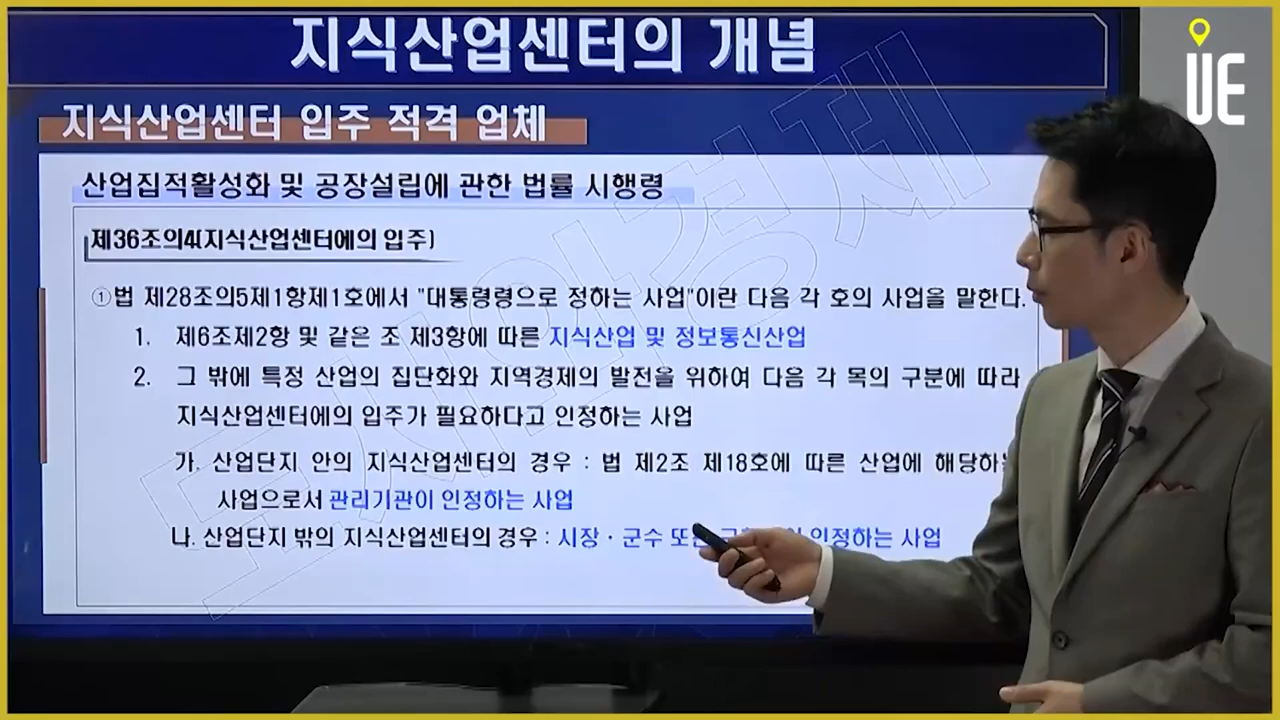 지식산업센터의 개념
UE
지식산업센터 입주 적격 업체
산업집적활성화 및 공장설립에 관한 법률 시행령
제36조의4(지식산업센터에의 입주)
①법 제28조의5제1항제1호에서 "대통령령으로 정하는 사업"이란 다음 각 호의 사업을 말한다.
1. 제6조제2항 및 같은 조 제3항에 따른 지식산업 및 정보통신산업
2. 그 밖에 특정 산업의 집단화와 지역경제의 발전을 위하여 다음 각 목의 구분에 따라
지식산업센터에의 입주가 필요하다고 인정하는 사업
가. 산업단지 안의 지식산업센터의 경우 : 법 제2조 제18호에 따른 산업에 해당하는
사업으로서 관리기관이 인정하는 사업
나. 산업단지 밖의 지식산업센터의 경우 : 시장·군수 또는 인정하는 사업
도시와경제